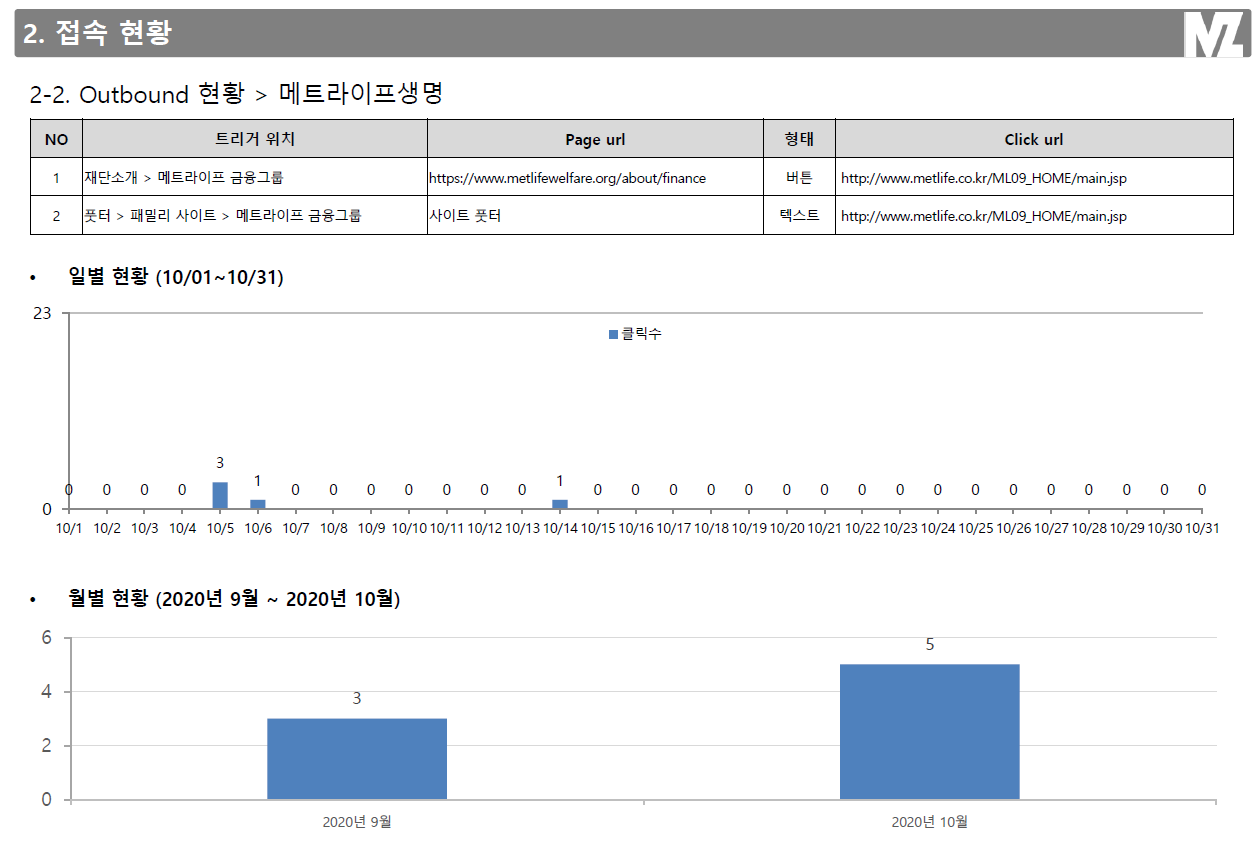 2. 접속 현황
MZ
2-2. Outbound 현황 > 메트라이프생명
NO 트리거 위치 Page url 형태 Click url
1 재단소개 > 메트라이프 금융그룹 https://www.metlifewelfare.org/about/finance 버튼 http://www.metlife.co.kr/ML09_HOME/main.jsp
2 풋터 > 패밀리 사이트 > 메트라이프 금융그룹 사이트 풋터 텍스트 http://www.metlife.co.kr/ML09_HOME/main.jsp
• 일별 현황 (10/01~10/31)
23
클릭수
3
1 1
0 0 0 0 0 0 0 0 0 0 0 0 0 0 0 0 0 0 0 0 0 0 0 0 0 0 0 0
0
10/1 10/2 10/3 10/4 10/5 10/6 10/7 10/8 10/9 10/10 10/11 10/12 10/13 10/14 10/15 10/16 10/17 10/18 10/19 10/20 10/21 10/22 10/23 10/24 10/25 10/26 10/27 10/28 10/29 10/30 10/31
• 월별 현황 (2020년 9월 ~ 2020년 10월)
6
5
4
3
2
0
2020년 9월 2020년 10월